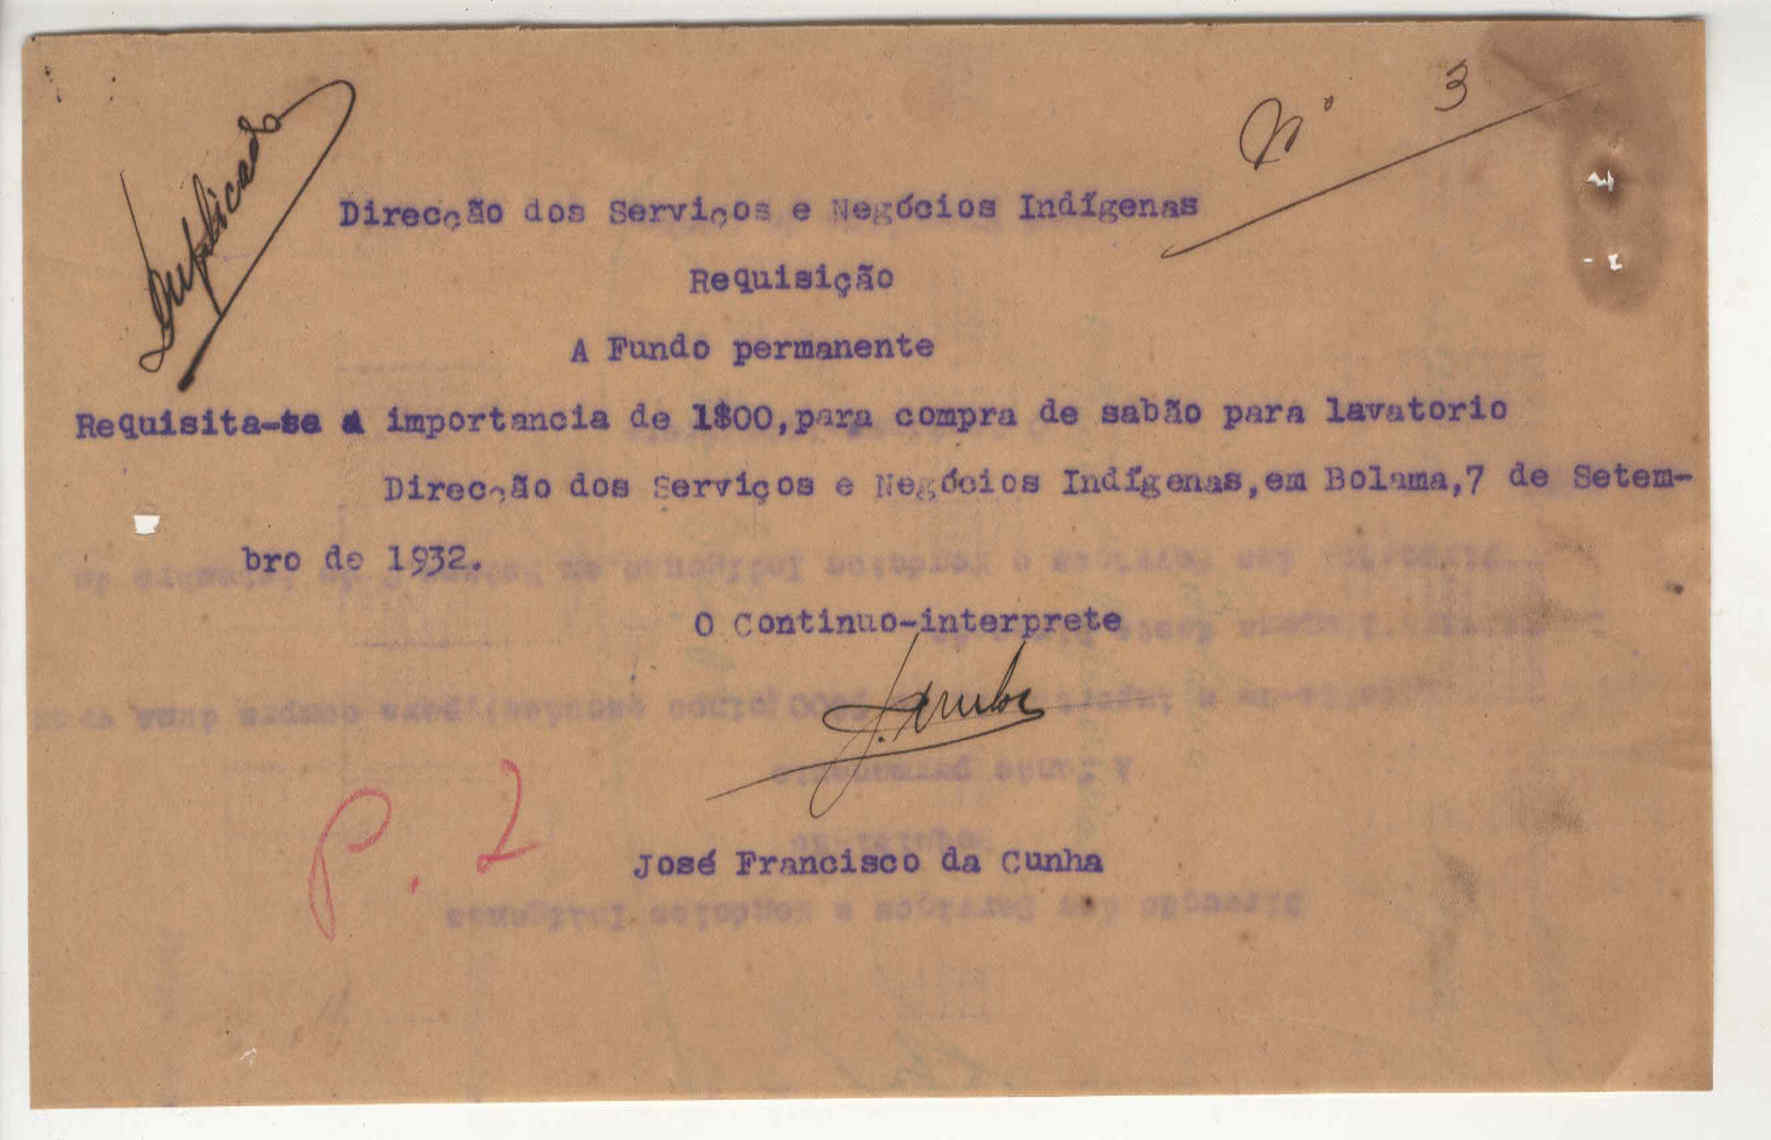 Duplicado
Nº 3
Direcção dos Serviços e Negócios Indígenas
Requisição
A Fundo permanente
Requisita-se a importancia de 1$00,para compra de sabão para lavatorio
Direcção dos Serviços e Negócios Indígenas,em Bolama,7 de Setem-
bro de 1932.
O Continuo-interprete
José Francisco da Cunha
P. 2